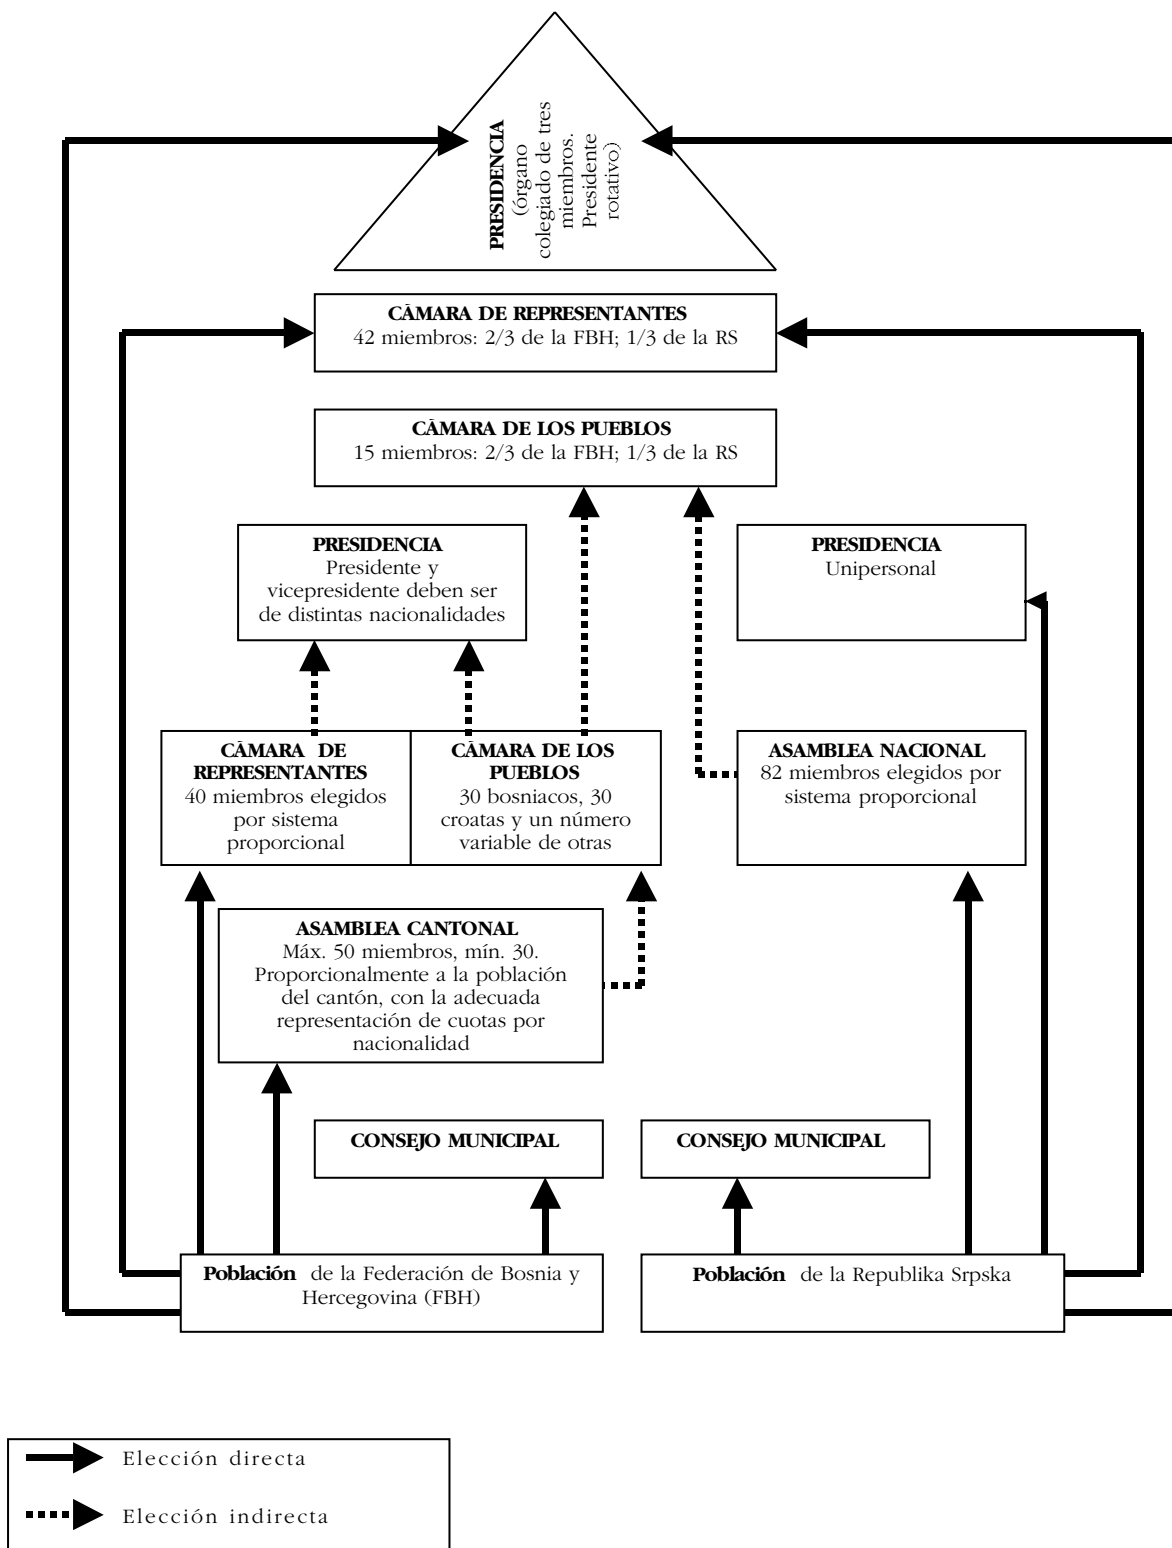 PRESIDENCIA
(órgano
colegiado de tres
miembros.
Presidente
rotativo)
CÁMARA DE REPRESENTANTES
42 miembros: 2/3 de la FBH; 1/3 de la RS
CÁMARA DE LOS PUEBLOS
15 miembros: 2/3 de la FBH; 1/3 de la RS
PRESIDENCIA
Presidente y
vicepresidente deben ser
de distintas nacionalidades
PRESIDENCIA
Unipersonal
CÁMARA DE
REPRESENTANTES
40 miembros elegidos
por sistema
proporcional
CÁMARA DE LOS
PUEBLOS
30 bosniacos, 30
croatas y un número
variable de otras
ASAMBLEA NACIONAL
82 miembros elegidos por
sistema proporcional
ASAMBLEA CANTONAL
Máx. 50 miembros, mín. 30.
Proporcionalmente a la población
del cantón, con la adecuada
representación de cuotas por
nacionalidad
CONSEJO MUNICIPAL
CONSEJO MUNICIPAL
Población de la Federación de Bosnia y
Hercegovina (FBH)
Población de la Republika Srpska
Elección directa
Elección indirecta